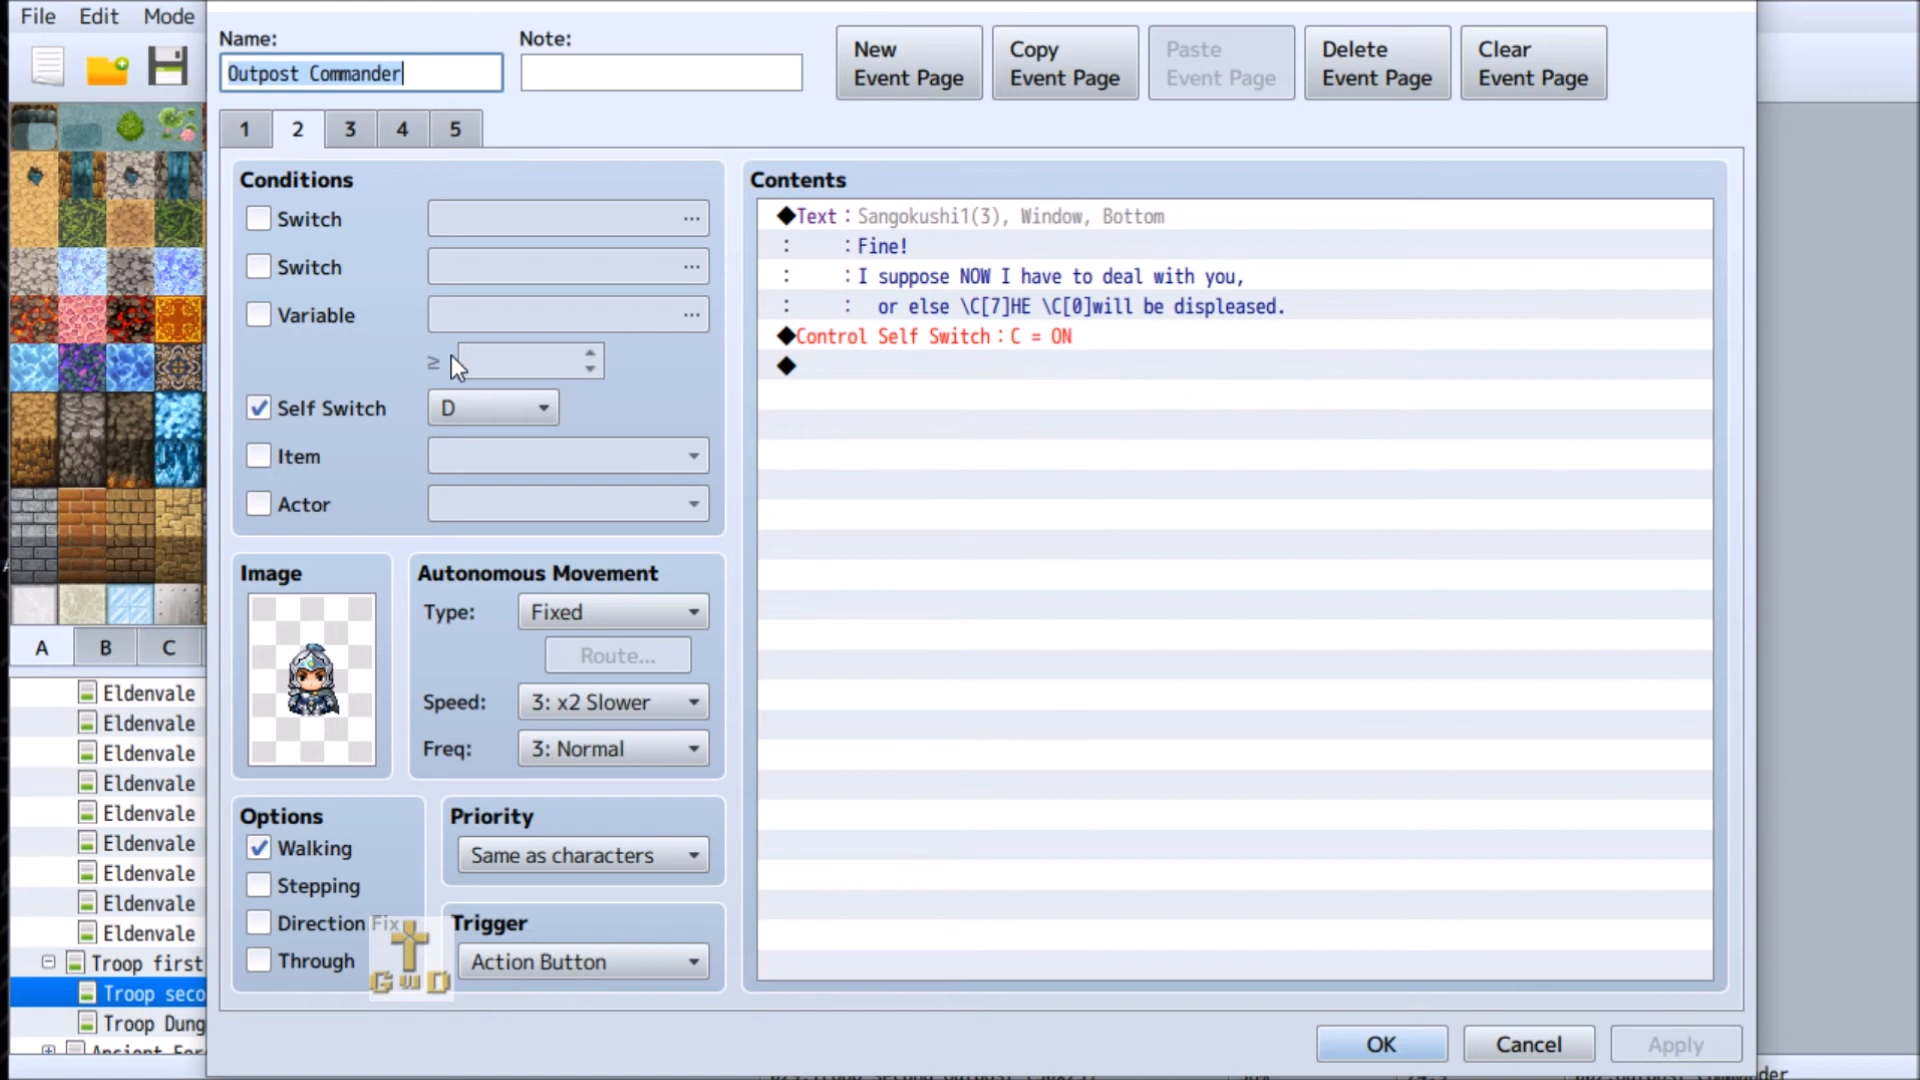 File Edit Mode
Name:
Note:
Outpost Commander
New
Event Page
Copy
Event Page
Paste
Event Page
Delete
Event Page
Clear
Event Page
1 2 3 4 5
Conditions
Switch ...
Switch ...
Variable ...
≥
Self Switch D
Item
Actor
Image
Autonomous Movement
Type: Fixed
Route...
Speed: 3: x2 Slower
Freq: 3: Normal
Options
Walking
Stepping
Direction Fix
Through
Priority
Same as characters
Trigger
Action Button
GwD
Contents
◆Text：Sangokushi1(3), Window, Bottom
： ：Fine!
： ：I suppose NOW I have to deal with you,
： ： or else \C[7]HE \C[0]will be displeased.
◆Control Self Switch：C = ON
◆
A B C
Eldenvale
Eldenvale
Eldenvale
Eldenvale
Eldenvale
Eldenvale
Eldenvale
Eldenvale
Eldenvale
Troop first
Troop seco
Troop Dung
OK Cancel Apply